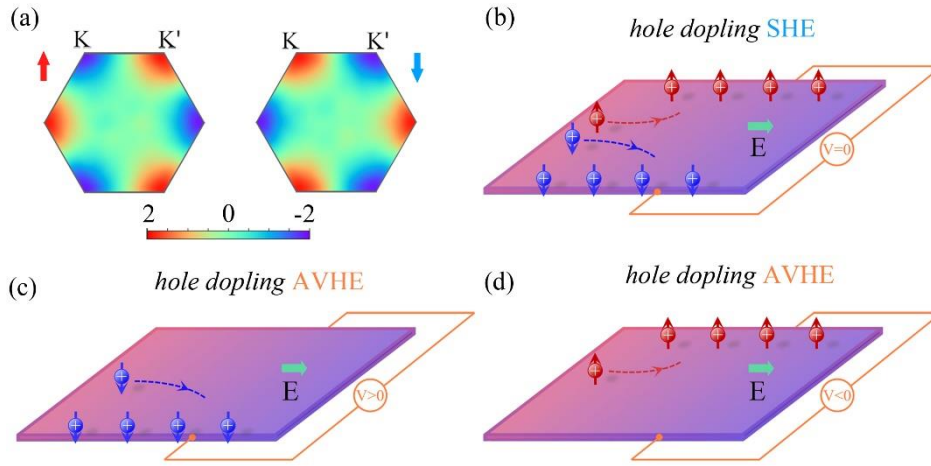 (a)
K K' K K'
2 0 -2
(b)
hole dopling SHE
E
V=0
(c)
hole dopling AVHE
E
V>0
(d)
hole dopling AVHE
E
V<0